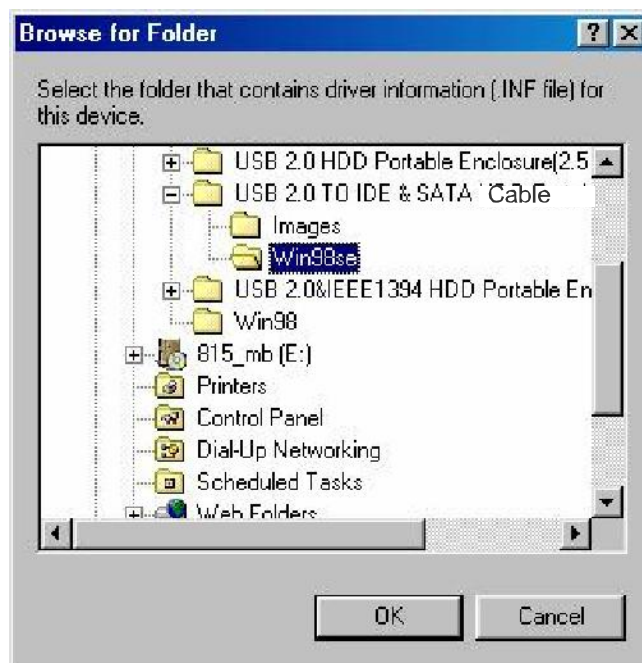 Browse for Folder
Select the folder that contains driver information (.INF file) for
this device.
USB 2.0 HDD Portable Enclosure(2.5
USB 2.0 TO IDE & SATA Cable
Images
Win98se
USB 2.0&IEEE1394 HDD Portable En
Win98
815_mb (E:)
Printers
Control Panel
Dial-Up Networking
Scheduled Tasks
Web Folders
OK Cancel